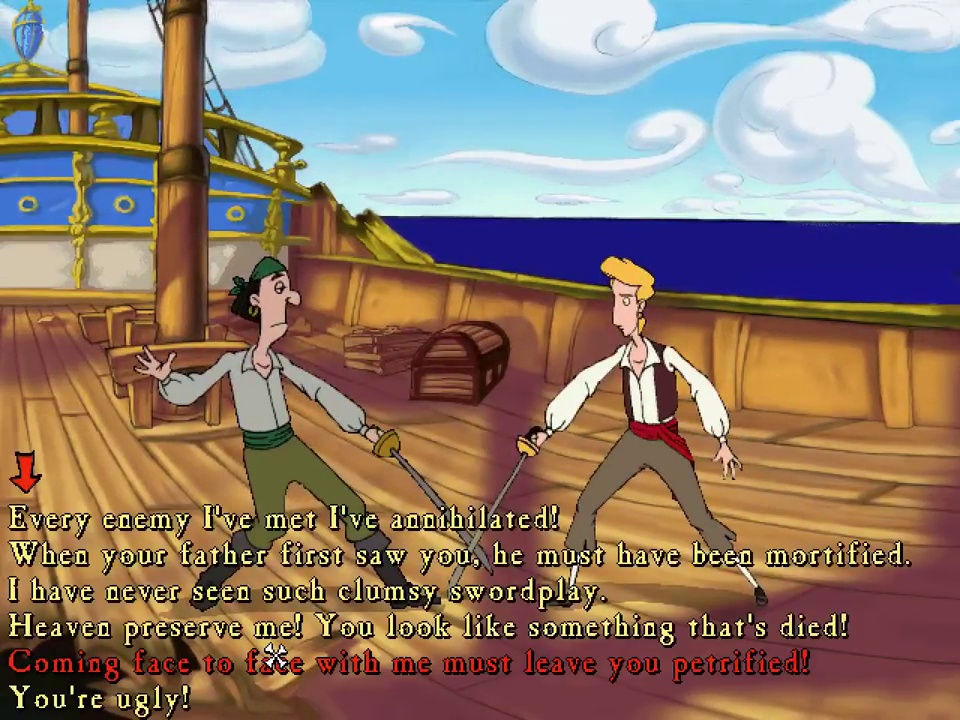 Every enemy I've met I've annihilated!
When your father first saw you, he must have been mortified.
I have never seen such clumsy swordplay.
Heaven preserve me! You look like something that's died!
Coming face to face with me must leave you petrified!
You're ugly!